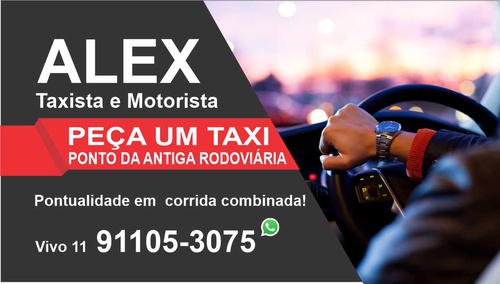 ALEX
Taxista e Motorista
PEÇA UM TAXI
PONTO DA ANTIGA RODOVIÁRIA
Pontualidade em corrida combinada!
Vivo 11 91105-3075